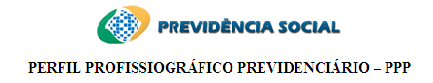 PREVIDÊNCIA SOCIAL
PERFIL PROFISSIOGRÁFICO PREVIDENCIÁRIO – PPP